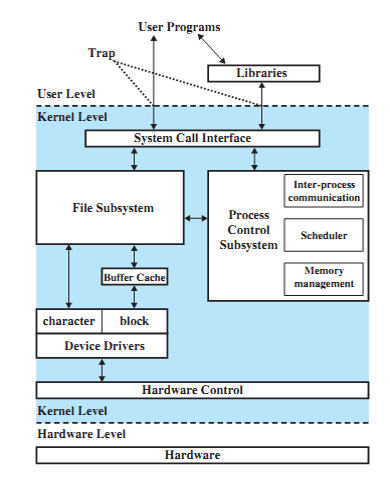 User Programs
Trap
Libraries
User Level
Kernel Level
System Call Interface
File Subsystem
Process
Control
Subsystem
Inter-process
communication
Scheduler
Memory
management
Buffer Cache
character
block
Device Drivers
Hardware Control
Kernel Level
Hardware Level
Hardware